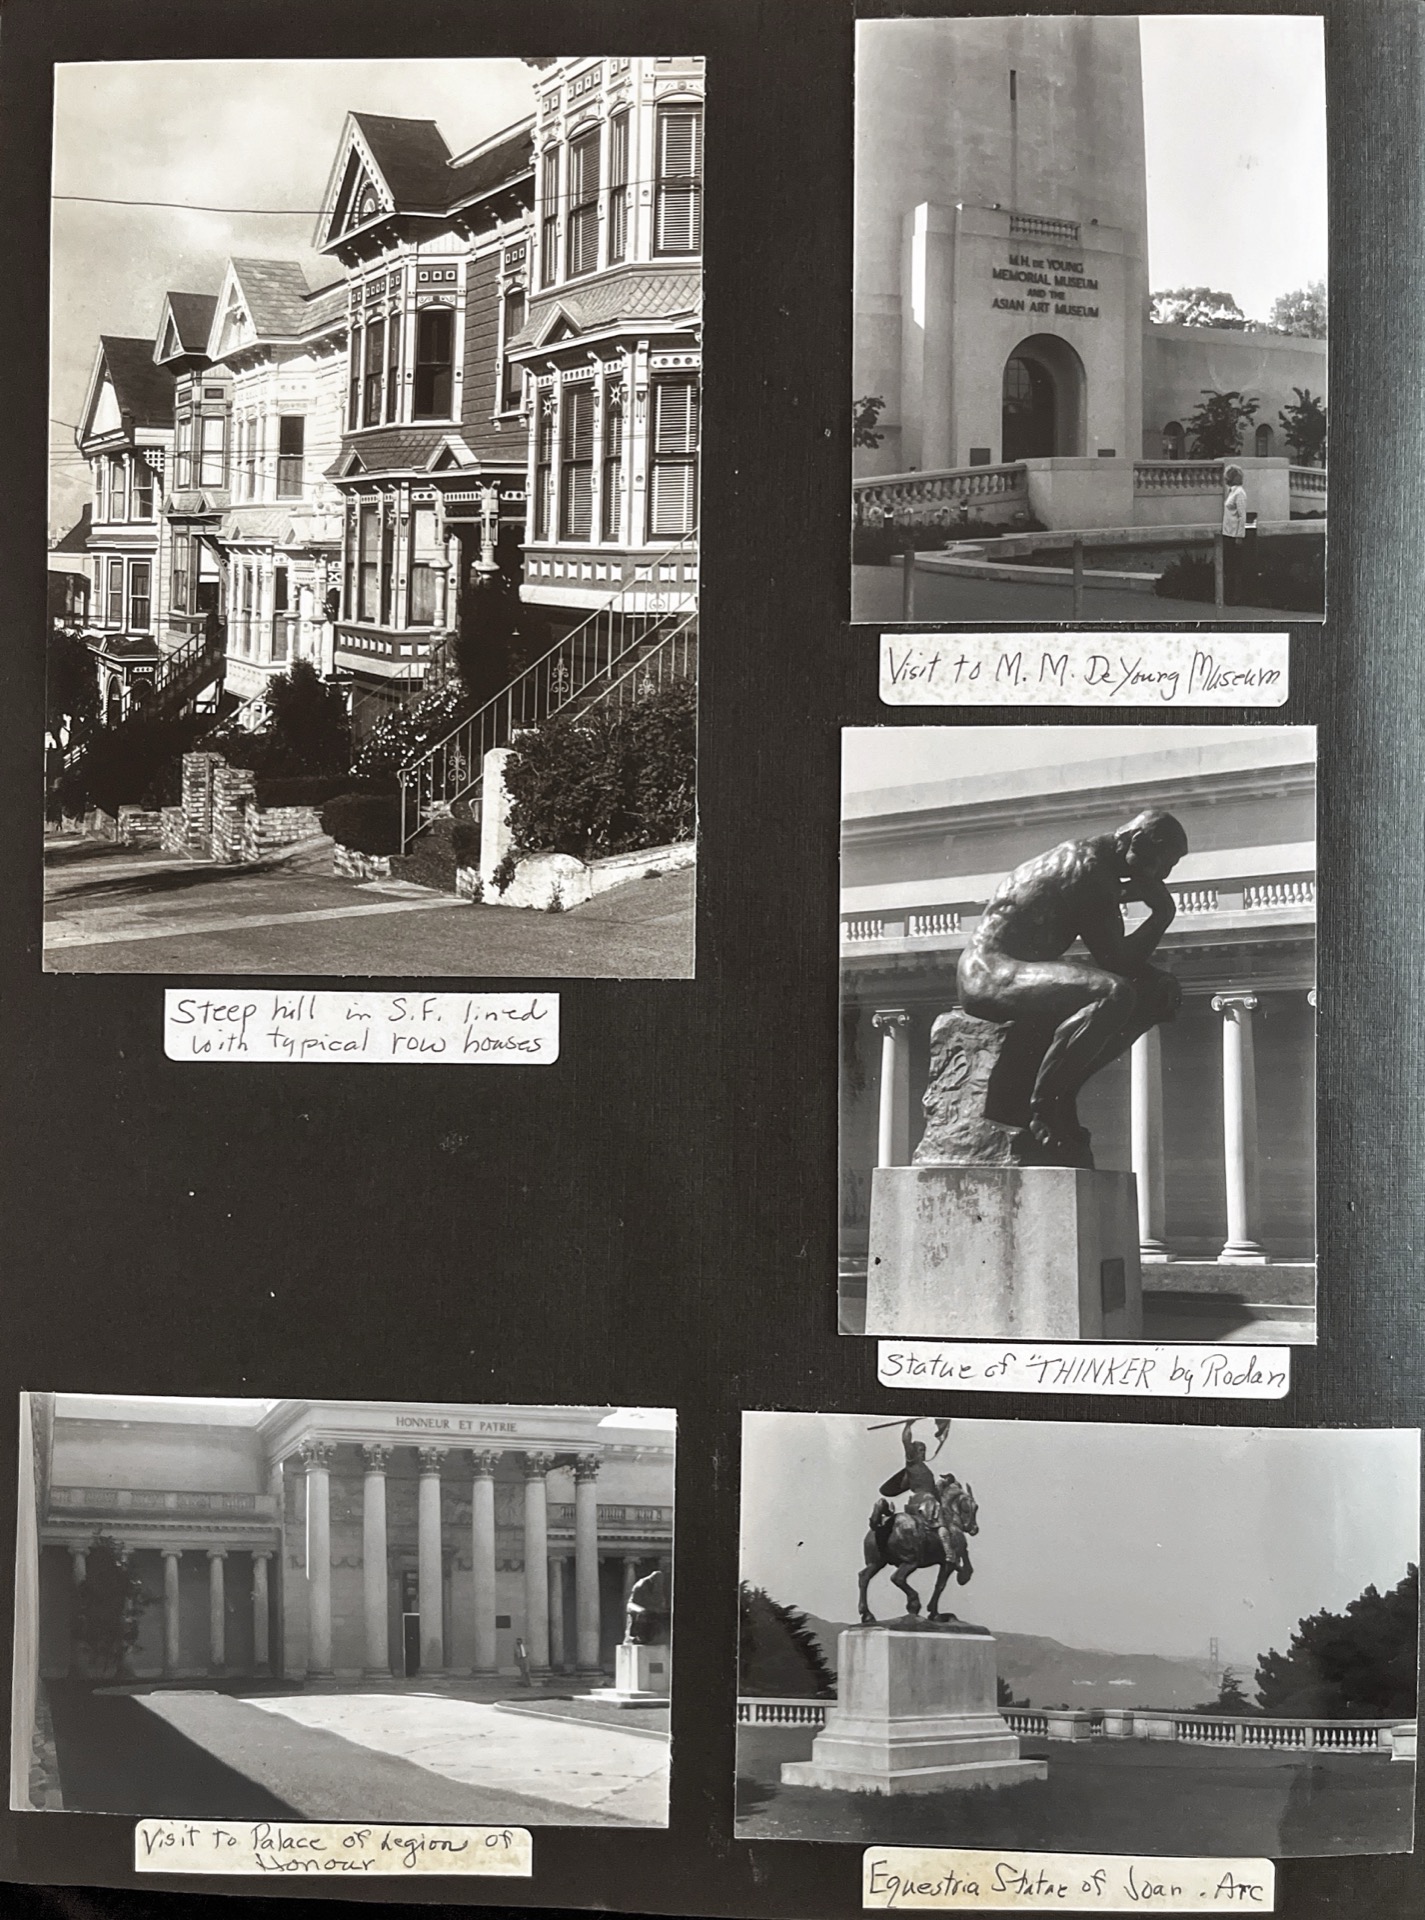 M.H. DE YOUNG
MEMORIAL MUSEUM
AND THE
ASIAN ART MUSEUM
Visit to M. M. De Young Museum
Steep hill in S.F. lined
with typical row houses
Statue of "THINKER" by Rodan
HONNEUR ET PATRIE
Visit to Palace of Legion of
Honour
Equestria Statue of Joan . Arc